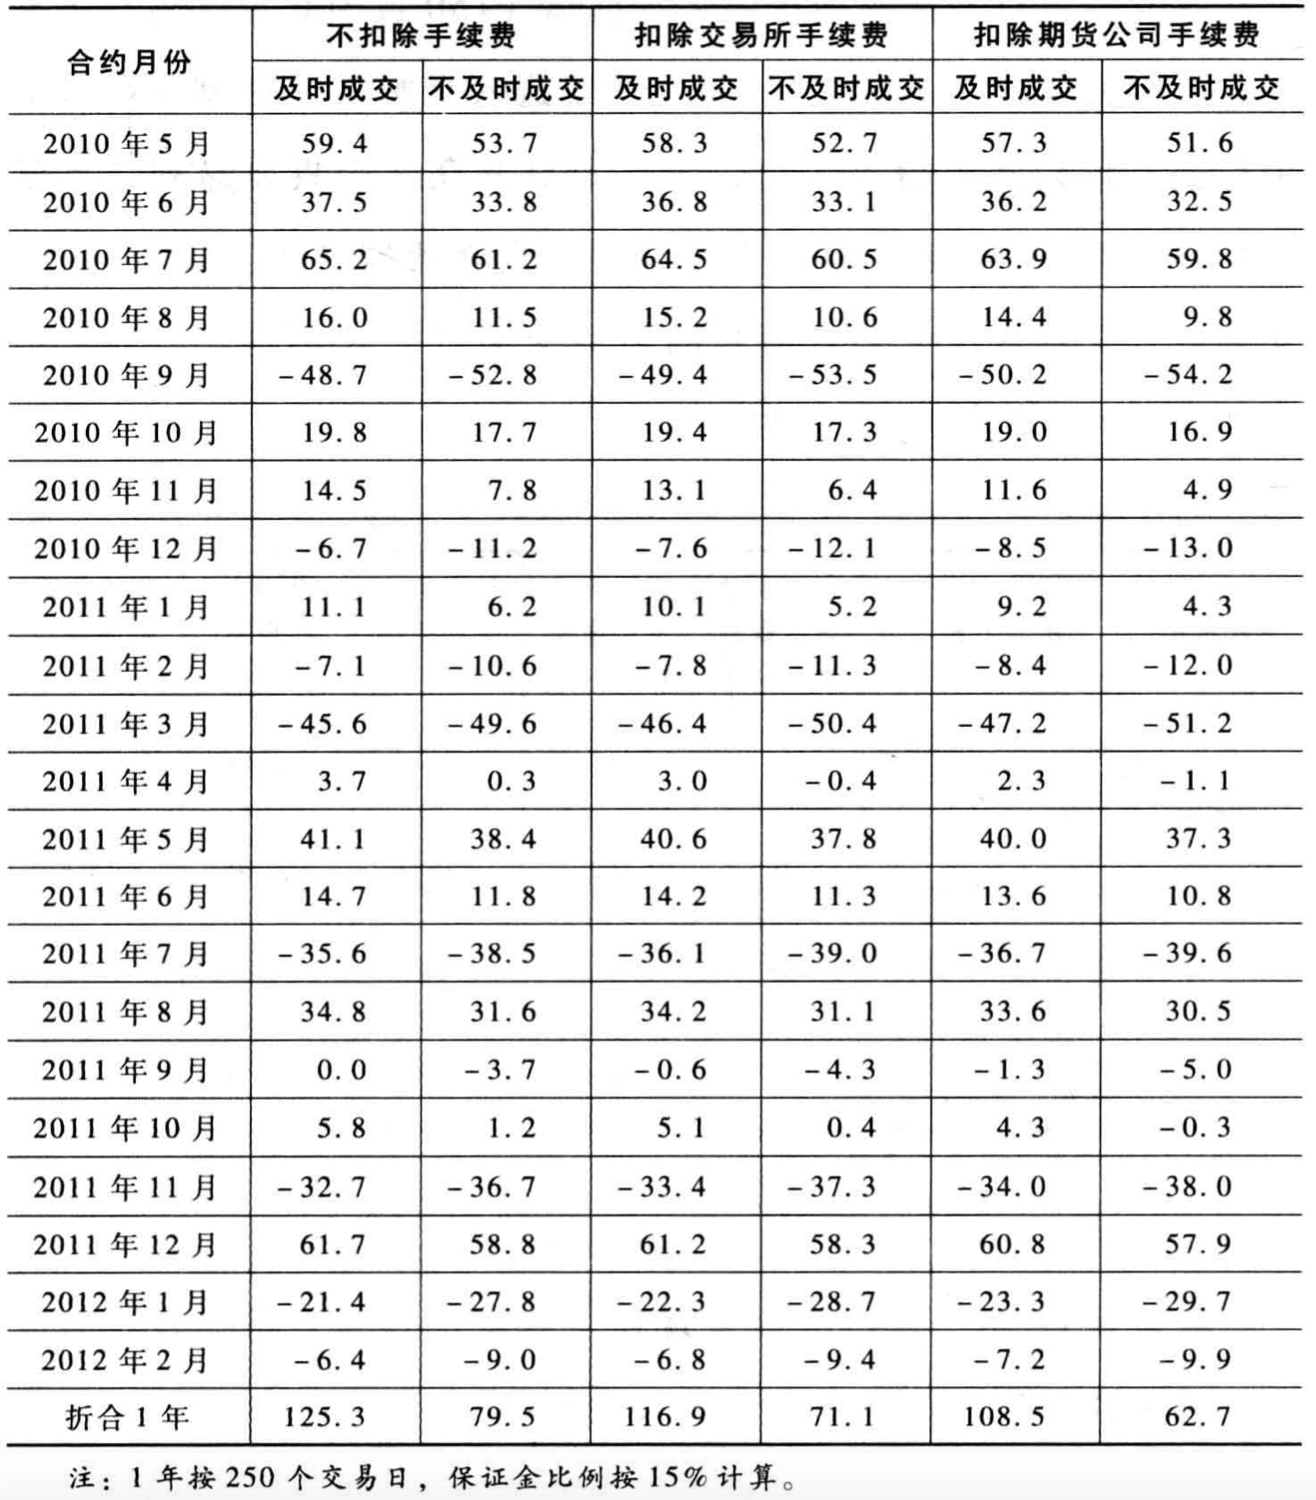 合约月份 不扣除手续费 扣除交易所手续费 扣除期货公司手续费
及时成交 不及时成交 及时成交 不及时成交 及时成交 不及时成交
2010年5月 59.4 53.7 58.3 52.7 57.3 51.6
2010年6月 37.5 33.8 36.8 33.1 36.2 32.5
2010年7月 65.2 61.2 64.5 60.5 63.9 59.8
2010年8月 16.0 11.5 15.2 10.6 14.4 9.8
2010年9月 -48.7 -52.8 -49.4 -53.5 -50.2 -54.2
2010年10月 19.8 17.7 19.4 17.3 19.0 16.9
2010年11月 14.5 7.8 13.1 6.4 11.6 4.9
2010年12月 -6.7 -11.2 -7.6 -12.1 -8.5 -13.0
2011年1月 11.1 6.2 10.1 5.2 9.2 4.3
2011年2月 -7.1 -10.6 -7.8 -11.3 -8.4 -12.0
2011年3月 -45.6 -49.6 -46.4 -50.4 -47.2 -51.2
2011年4月 3.7 0.3 3.0 -0.4 2.3 -1.1
2011年5月 41.1 38.4 40.6 37.8 40.0 37.3
2011年6月 14.7 11.8 14.2 11.3 13.6 10.8
2011年7月 -35.6 -38.5 -36.1 -39.0 -36.7 -39.6
2011年8月 34.8 31.6 34.2 31.1 33.6 30.5
2011年9月 0.0 -3.7 -0.6 -4.3 -1.3 -5.0
2011年10月 5.8 1.2 5.1 0.4 4.3 -0.3
2011年11月 -32.7 -36.7 -33.4 -37.3 -34.0 -38.0
2011年12月 61.7 58.8 61.2 58.3 60.8 57.9
2012年1月 -21.4 -27.8 -22.3 -28.7 -23.3 -29.7
2012年2月 -6.4 -9.0 -6.8 -9.4 -7.2 -9.9
折合1年 125.3 79.5 116.9 71.1 108.5 62.7
注：1年按250个交易日，保证金比例按15%计算。